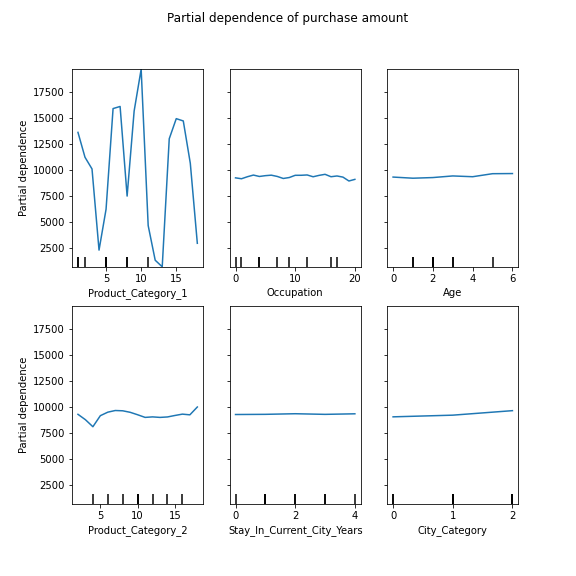 Partial dependence of purchase amount
17500
15000
12500
10000
7500
5000
2500
Partial dependence
5 10 15
Product_Category_1
0 10 20
Occupation
0 2 4 6
Age
17500
15000
12500
10000
7500
5000
2500
Partial dependence
5 10 15
Product_Category_2
0 2 4
Stay_In_Current_City_Years
0 1 2
City_Category